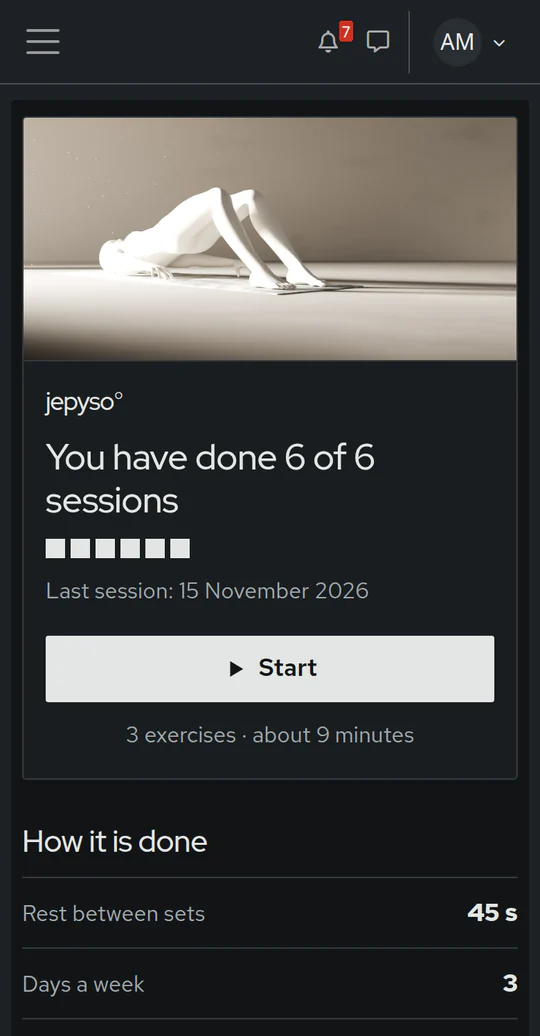 7
AM
jepyso°
You have done 6 of 6
sessions
Last session: 15 November 2026
Start
3 exercises · about 9 minutes
How it is done
Rest between sets
45 s
Days a week
3